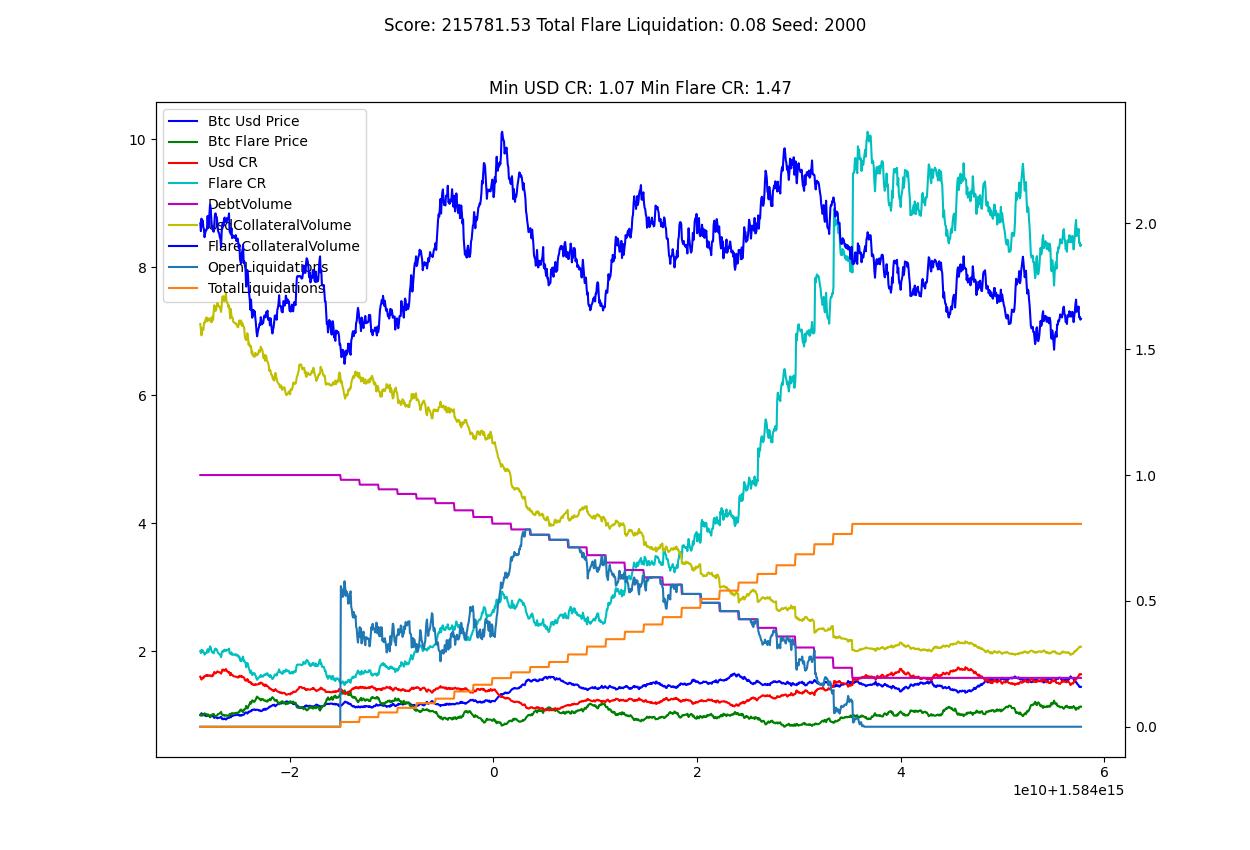 Score: 215781.53 Total Flare Liquidation: 0.08 Seed: 2000
Min USD CR: 1.07 Min Flare CR: 1.47
Btc Usd Price
Btc Flare Price
Usd CR
Flare CR
DebtVolume
UsdCollateralVolume
FlareCollateralVolume
OpenLiquidations
TotalLiquidations
10
8
6
4
2
2.0
1.5
1.0
0.5
0.0
−2
0
2
4
6
1e10+1.584e15